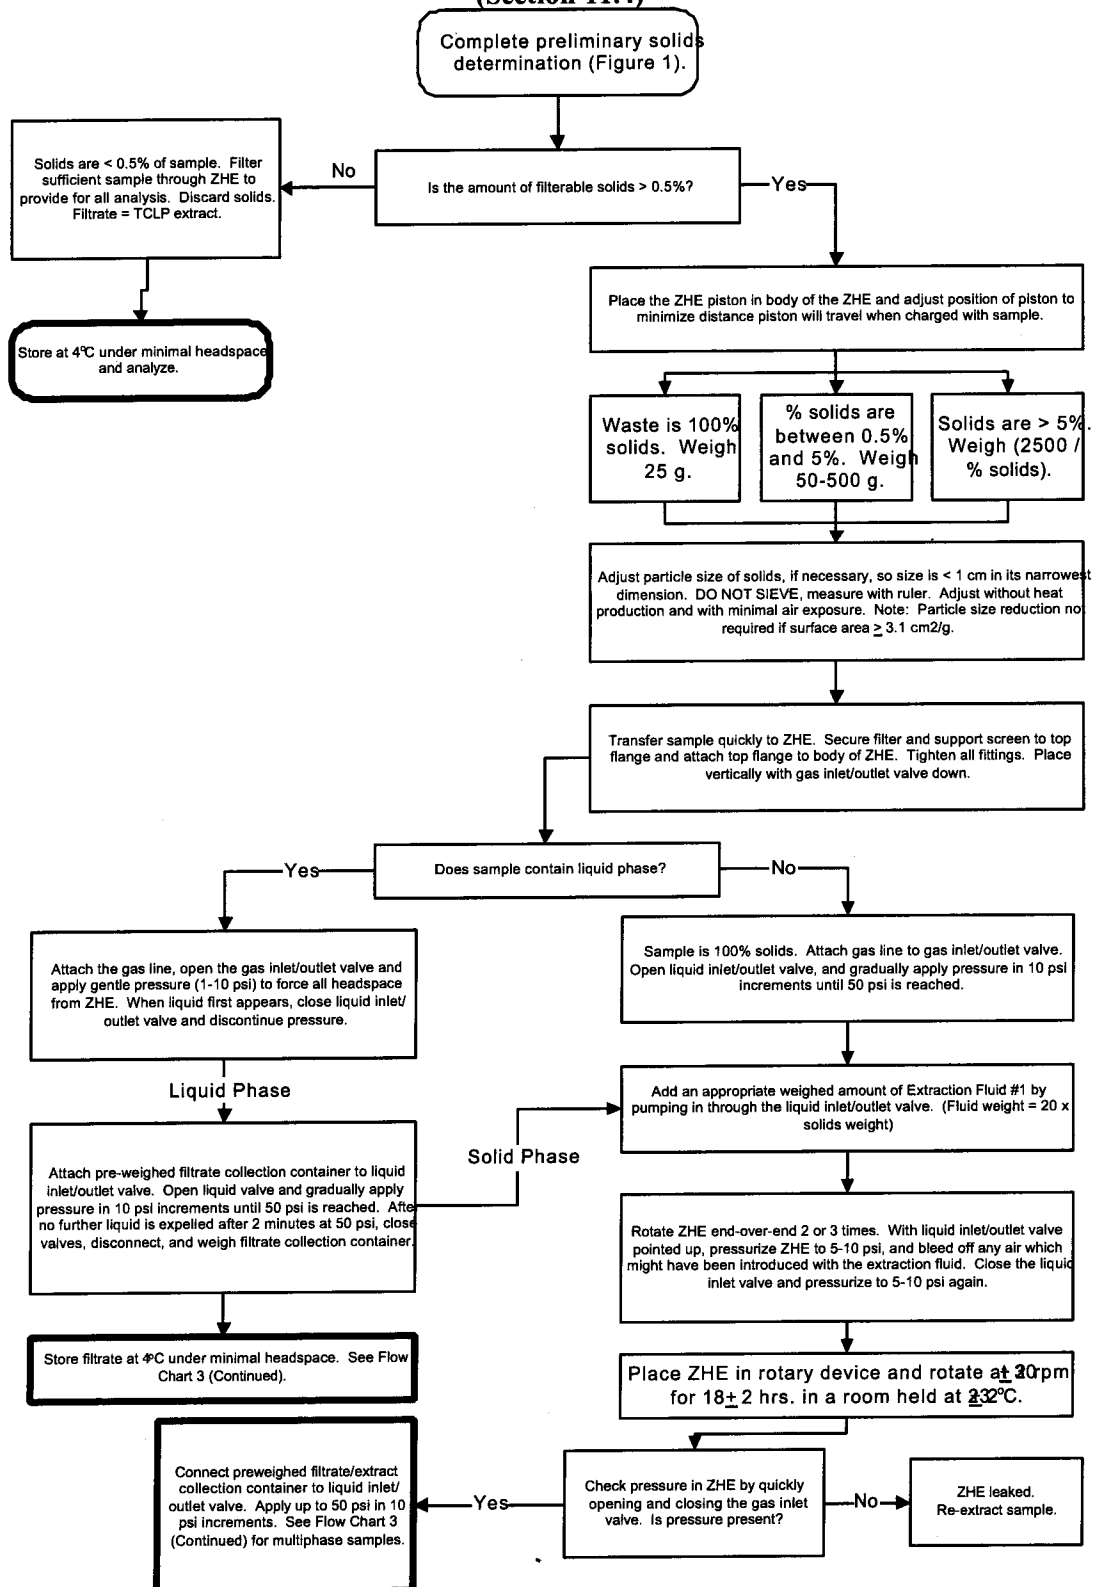 (Section 11.4)
Complete preliminary solids
determination (Figure 1).
Solids are < 0.5% of sample. Filter
sufficient sample through ZHE to
provide for all analysis. Discard solids.
Filtrate = TCLP extract.
No
Is the amount of filterable solids > 0.5%?
Yes
Store at 4°C under minimal headspace
and analyze.
Place the ZHE piston in body of the ZHE and adjust position of piston to
minimize distance piston will travel when charged with sample.
Waste is 100%
solids. Weigh
25 g.
% solids are
between 0.5%
and 5%. Weigh
50-500 g.
Solids are > 5%.
Weigh (2500 /
% solids).
Adjust particle size of solids, if necessary, so size is < 1 cm in its narrowest
dimension. DO NOT SIEVE, measure with ruler. Adjust without heat
production and with minimal air exposure. Note: Particle size reduction no
required if surface area ≥ 3.1 cm2/g.
Transfer sample quickly to ZHE. Secure filter and support screen to top
flange and attach top flange to body of ZHE. Tighten all fittings. Place
vertically with gas inlet/outlet valve down.
Yes
Does sample contain liquid phase?
No
Attach the gas line, open the gas inlet/outlet valve and
apply gentle pressure (1-10 psi) to force all headspace
from ZHE. When liquid first appears, close liquid inlet/
outlet valve and discontinue pressure.
Sample is 100% solids. Attach gas line to gas inlet/outlet valve.
Open liquid inlet/outlet valve, and gradually apply pressure in 10 psi
increments until 50 psi is reached.
Liquid Phase
Add an appropriate weighed amount of Extraction Fluid #1 by
pumping in through the liquid inlet/outlet valve. (Fluid weight = 20 x
solids weight)
Solid Phase
Attach pre-weighed filtrate collection container to liquid
inlet/outlet valve. Open liquid valve and gradually apply
pressure in 10 psi increments until 50 psi is reached. Afte
no further liquid is expelled after 2 minutes at 50 psi, close
valves, disconnect, and weigh filtrate collection container.
Rotate ZHE end-over-end 2 or 3 times. With liquid inlet/outlet valve
pointed up, pressurize ZHE to 5-10 psi, and bleed off any air which
might have been introduced with the extraction fluid. Close the liquid
inlet valve and pressurize to 5-10 psi again.
Store filtrate at 4°C under minimal headspace. See Flow
Chart 3 (Continued).
Place ZHE in rotary device and rotate at rpm
for 18± 2 hrs. in a room held at °C.
Connect preweighed filtrate/extract
collection container to liquid inlet/
outlet valve. Apply up to 50 psi in 10
psi increments. See Flow Chart 3
(Continued) for multiphase samples.
Yes
Check pressure in ZHE by quickly
opening and closing the gas inlet
valve. Is pressure present?
No
ZHE leaked.
Re-extract sample.